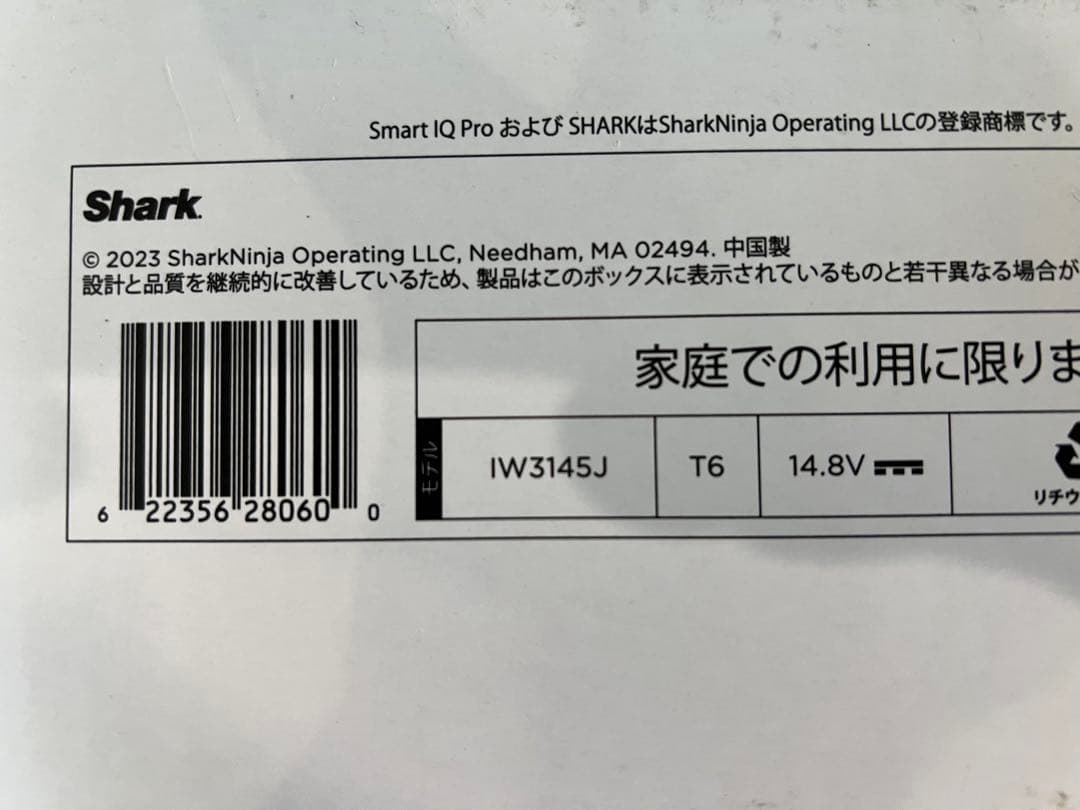 Smart IQ Pro および SHARKはSharkNinja Operating LLCの登録商標です。
Shark.
© 2023 SharkNinja Operating LLC, Needham, MA 02494. 中国製
設計と品質を継続的に改善しているため、製品はこのボックスに表示されているものと若干異なる場合が
家庭での利用に限りま
モデル IW3145J T6 14.8V
リチウ
6 22356 28060 0